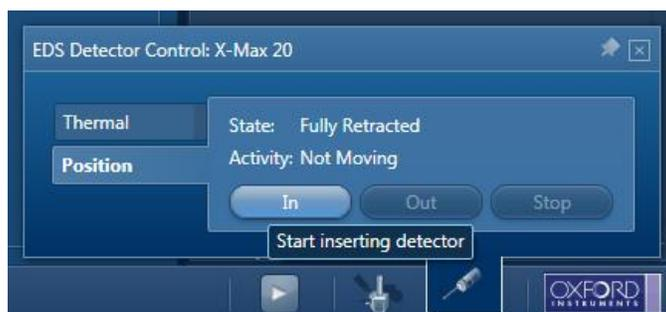 EDS Detector Control: X-Max 20
Thermal
Position
State: Fully Retracted
Activity: Not Moving
In
Out
Stop
Start inserting detector
OXFORD
INSTRUMENTS